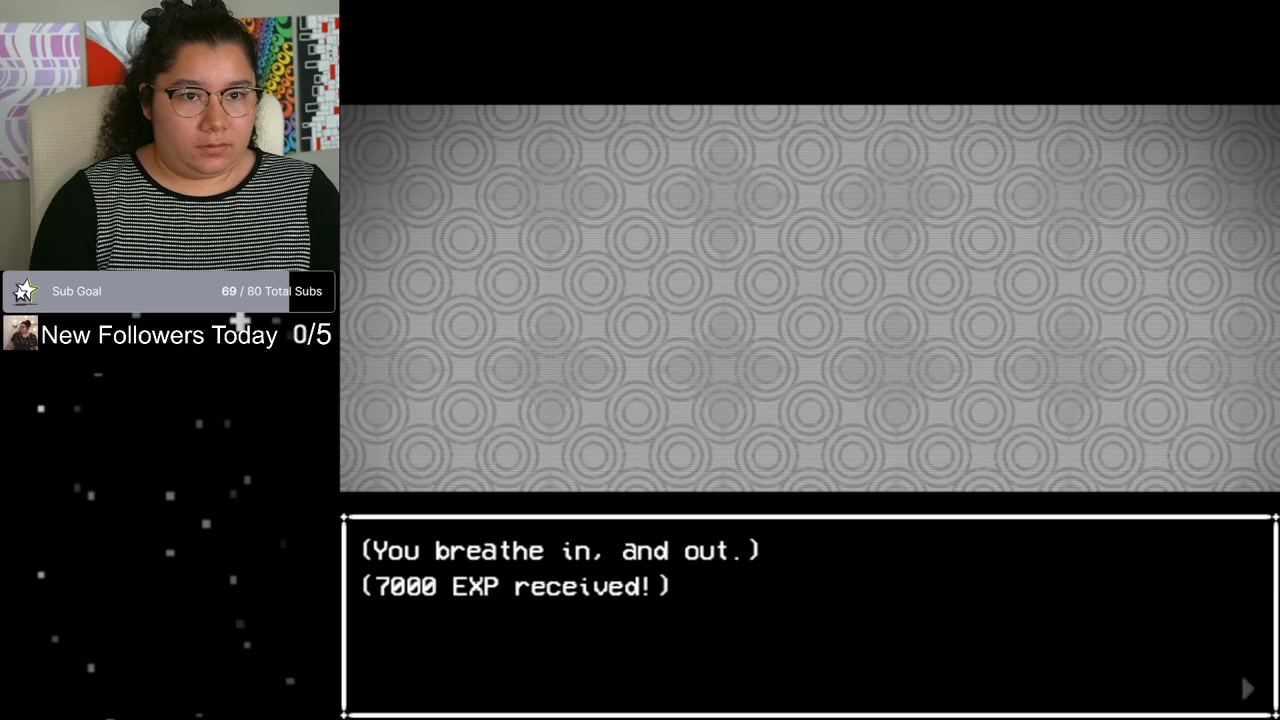 Sub Goal 69 / 80 Total Subs
New Followers Today 0/5
(You breathe in, and out.)
(7000 EXP received!)